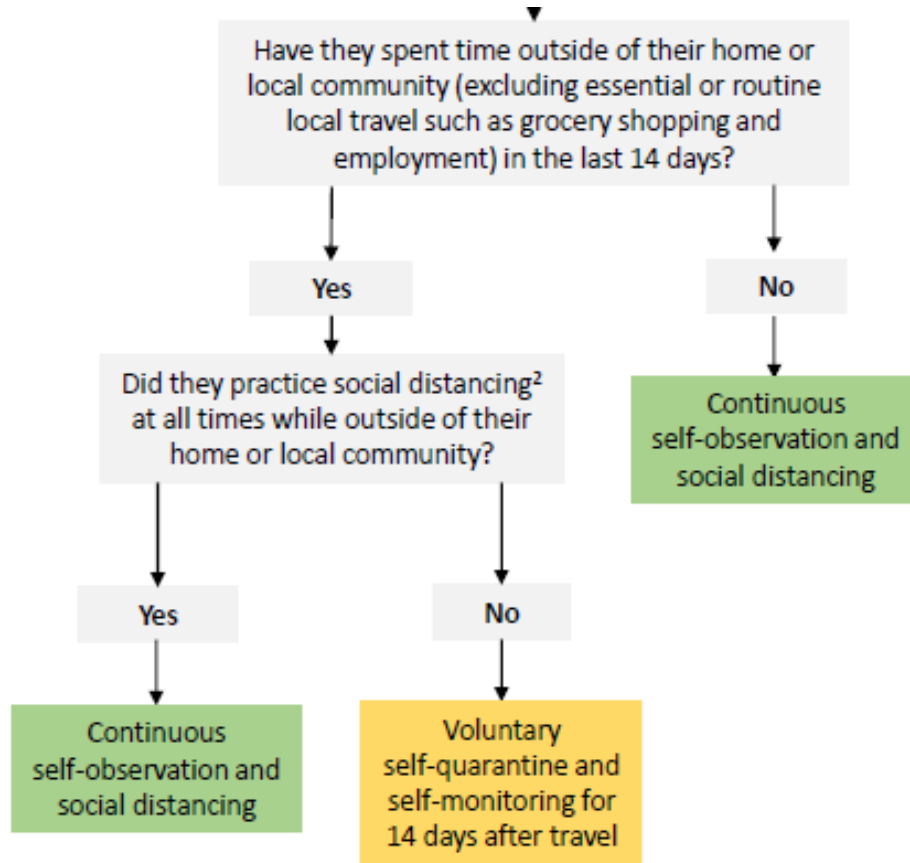 Have they spent time outside of their home or
local community (excluding essential or routine
local travel such as grocery shopping and
employment) in the last 14 days?
Yes
No
Did they practice social distancing²
at all times while outside of their
home or local community?
Continuous
self-observation and
social distancing
Yes
No
Continuous
self-observation and
social distancing
Voluntary
self-quarantine and
self-monitoring for
14 days after travel